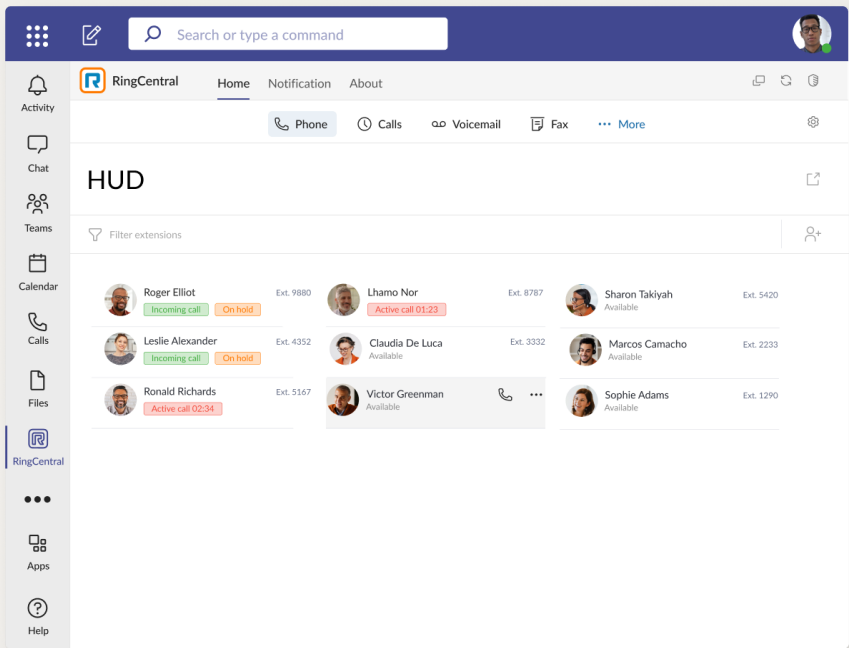 Search or type a command
RingCentral
Home
Notification
About
Activity
Phone
Calls
Voicemail
Fax
More
Chat
HUD
Teams
Filter extensions
Calendar
Roger Elliot
Ext. 9880
Incoming call
On hold
Lhamo Nor
Ext. 8787
Active call 01:23
Sharon Takiyah
Ext. 5420
Available
Calls
Leslie Alexander
Ext. 4352
Incoming call
On hold
Claudia De Luca
Ext. 3332
Available
Marcos Camacho
Ext. 2233
Available
Files
Ronald Richards
Ext. 5167
Active call 02:34
Victor Greenman
Available
Sophie Adams
Ext. 1290
Available
RingCentral
Apps
Help